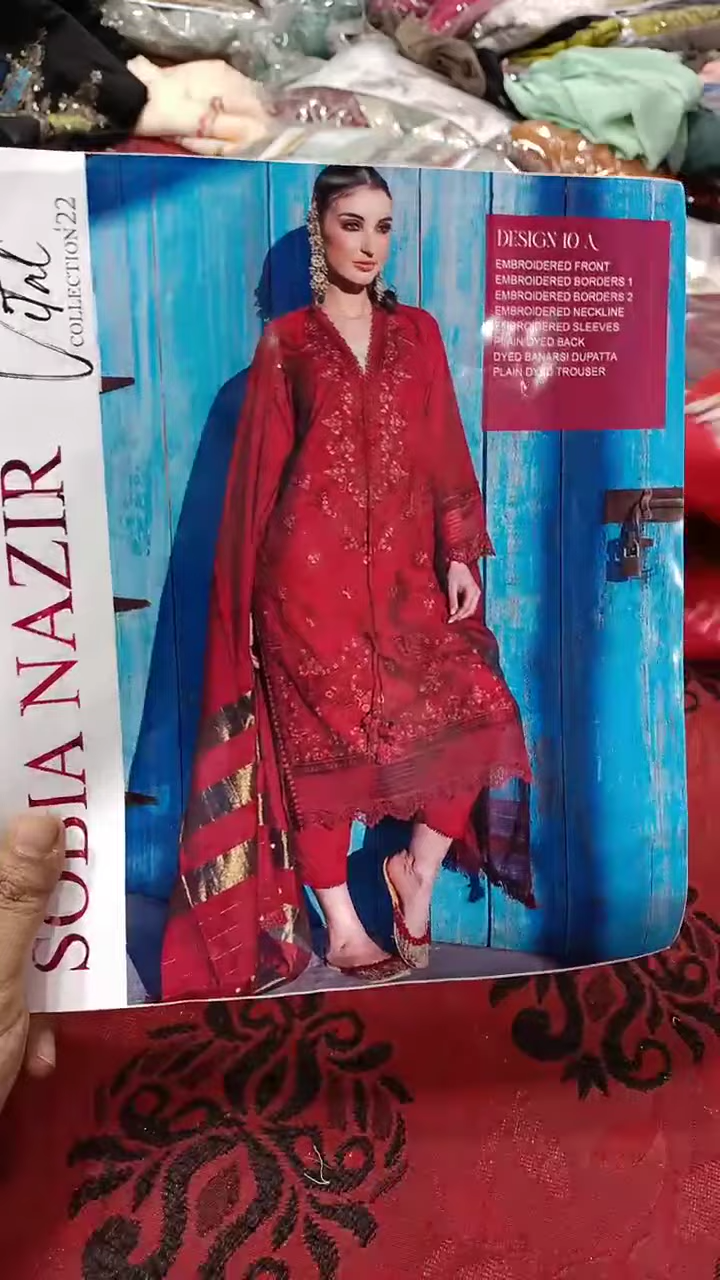 Vital
COLLECTION'22
SOBIA NAZIR
DESIGN 10 A
EMBROIDERED FRONT
EMBROIDERED BORDERS 1
EMBROIDERED BORDERS 2
EMBROIDERED NECKLINE
EMBROIDERED SLEEVES
PLAIN DYED BACK
DYED BANARSI DUPATTA
PLAIN DYED TROUSER